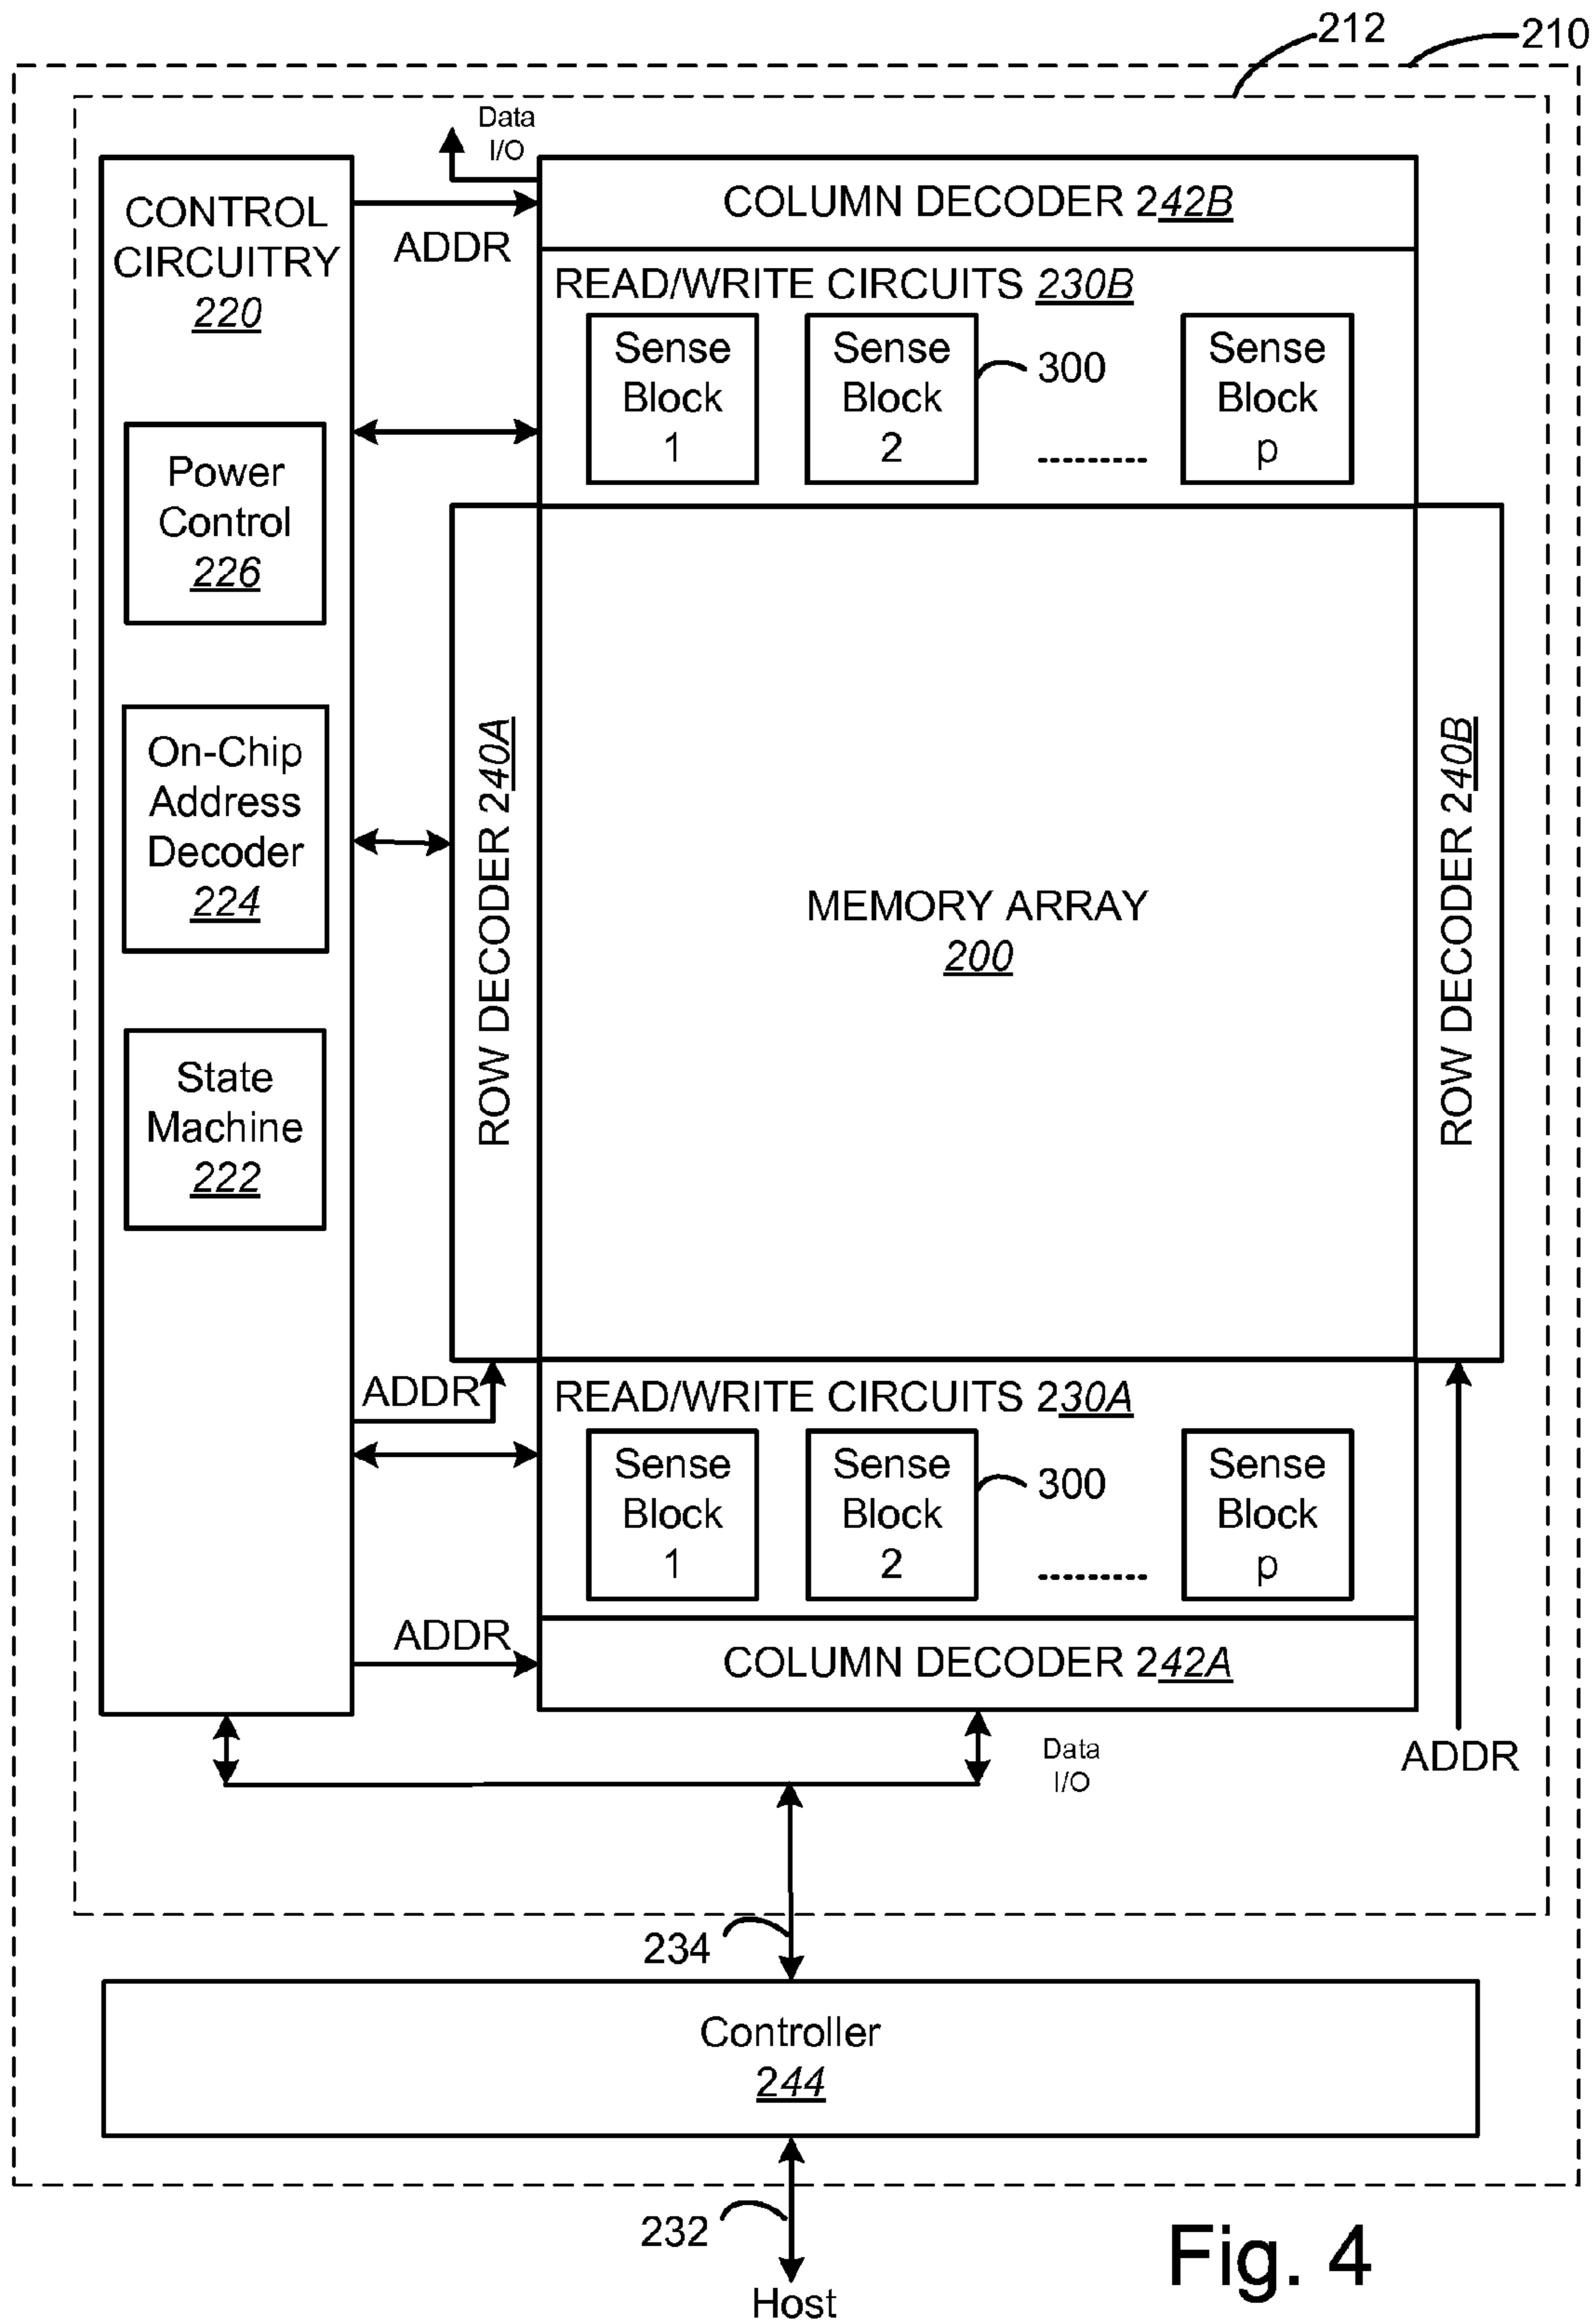 212
210
Data
I/O
CONTROL
CIRCUITRY
220
ADDR
COLUMN DECODER 242B
READ/WRITE CIRCUITS 230B
Sense
Block
1
Sense
Block
2
300
.........
Sense
Block
p
Power
Control
226
On-Chip
Address
Decoder
224
State
Machine
222
ROW DECODER 240A
MEMORY ARRAY
200
ROW DECODER 240B
ADDR
READ/WRITE CIRCUITS 230A
Sense
Block
1
Sense
Block
2
300
.........
Sense
Block
p
ADDR
COLUMN DECODER 242A
Data
I/O
ADDR
234
Controller
244
232
Host
Fig. 4